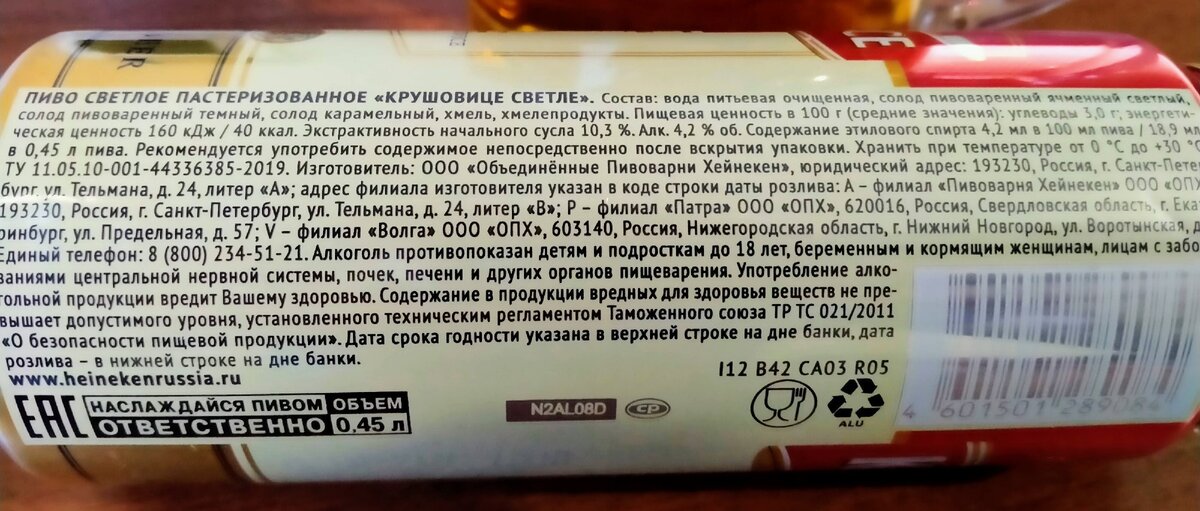 ПИВО СВЕТЛОЕ ПАСТЕРИЗОВАННОЕ «КРУШОВИЦЕ СВЕТЛЕ». Состав: вода питьевая очищенная, солод пивоваренный ячменный светлый,
солод пивоваренный темный, солод карамельный, хмель, хмелепродукты. Пищевая ценность в 100 г (средние значения): углеводы 3,0 г; энергети-
ческая ценность 160 кДж / 40 ккал. Экстрактивность начального сусла 10,3 %. Алк. 4,2 % об. Содержание этилового спирта 4,2 мл в 100 мл пива / 18,9 мл
в 0,45 л пива. Рекомендуется употребить содержимое непосредственно после вскрытия упаковки. Хранить при температуре от 0 °C до +30 °C
ТУ 11.05.10-001-44336385-2019. Изготовитель: ООО «Объединённые Пивоварни Хейнекен», юридический адрес: 193230, Россия, г. Санкт-Петер
бург, ул. Тельмана, д. 24, литер «А»; адрес филиала изготовителя указан в коде строки даты розлива: А – филиал «Пивоварня Хейнекен» ООО «ОПХ
193230, Россия, г. Санкт-Петербург, ул. Тельмана, д. 24, литер «В»; Р – филиал «Патра» ООО «ОПХ», 620016, Россия, Свердловская область, г. Екат
ринбург, ул. Предельная, д. 57; V – филиал «Волга» ООО «ОПХ», 603140, Россия, Нижегородская область, г. Нижний Новгород, ул. Воротынская, д
Единый телефон: 8 (800) 234-51-21. Алкоголь противопоказан детям и подросткам до 18 лет, беременным и кормящим женщинам, лицам с забо
ваниями центральной нервной системы, почек, печени и других органов пищеварения. Употребление алко-
гольной продукции вредит Вашему здоровью. Содержание в продукции вредных для здоровья веществ не пре-
вышает допустимого уровня, установленного техническим регламентом Таможенного союза ТР ТС 021/2011
«О безопасности пищевой продукции». Дата срока годности указана в верхней строке на дне банки, дата
розлива – в нижней строке на дне банки.
www.heinekenrussia.ru
I12 B42 CA03 R05
EAC НАСЛАЖДАЙСЯ ПИВОМ ОТВЕТСТВЕННО ОБЪЕМ 0,45 л
N2AL08D
CP
ALU
4 601501 289084